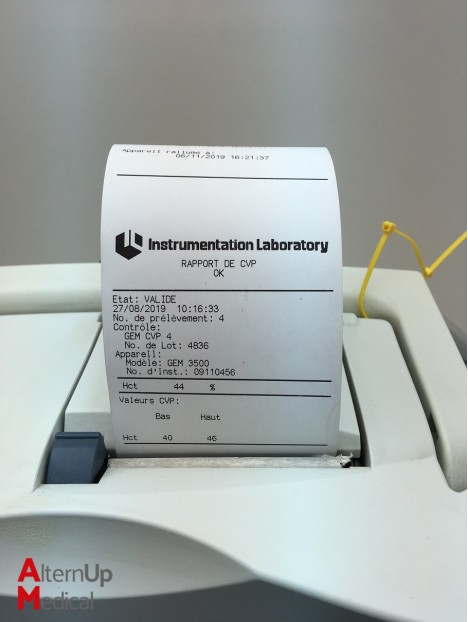 Appareil rallumé à:
06/11/2019 16:21:37
Instrumentation Laboratory
RAPPORT DE CVP
OK
Etat: VALIDE
27/08/2019 10:16:33
No. de prélèvement: 4
Contrôle:
GEM CVP 4
No. de Lot: 4836
Appareil:
Modèle: GEM 3500
No. d'inst.: 09110456
Hct 44 %
Valeurs CVP:
Bas Haut
Hct 40 46
AlternUp
Medical